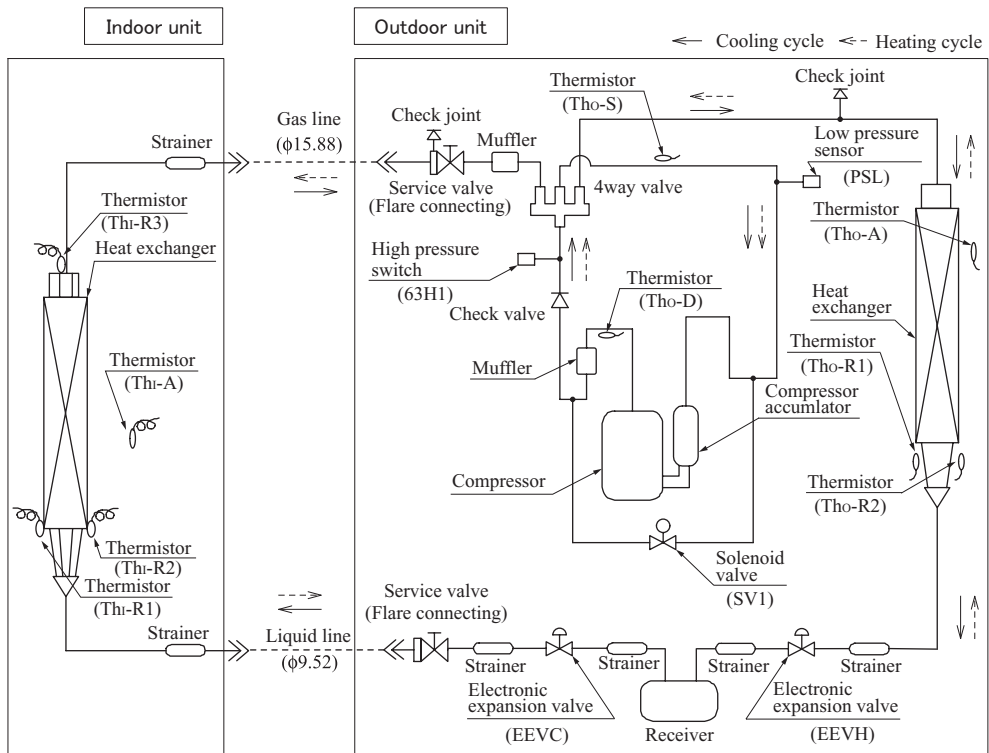 Indoor unit
Outdoor unit
Cooling cycle
Heating cycle
Thermistor
(Tho-S)
Check joint
Gas line
(ϕ15.88)
Check joint
Muffler
Strainer
Low pressure
sensor
(PSL)
Service valve
(Flare connecting)
4way valve
Thermistor
(ThI-R3)
Thermistor
(Tho-A)
Heat exchanger
High pressure
switch
(63H1)
Thermistor
(Tho-D)
Heat
exchanger
Check valve
Thermistor
(Tho-R1)
Thermistor
(ThI-A)
Muffler
Compressor
accumlator
Compressor
Thermistor
(Tho-R2)
Thermistor
(ThI-R2)
Thermistor
(ThI-R1)
Solenoid
valve
(SV1)
Service valve
(Flare connecting)
Strainer
Liquid line
(ϕ9.52)
Strainer
Strainer
Strainer
Strainer
Electronic
expansion valve
(EEVC)
Receiver
Electronic
expansion valve
(EEVH)